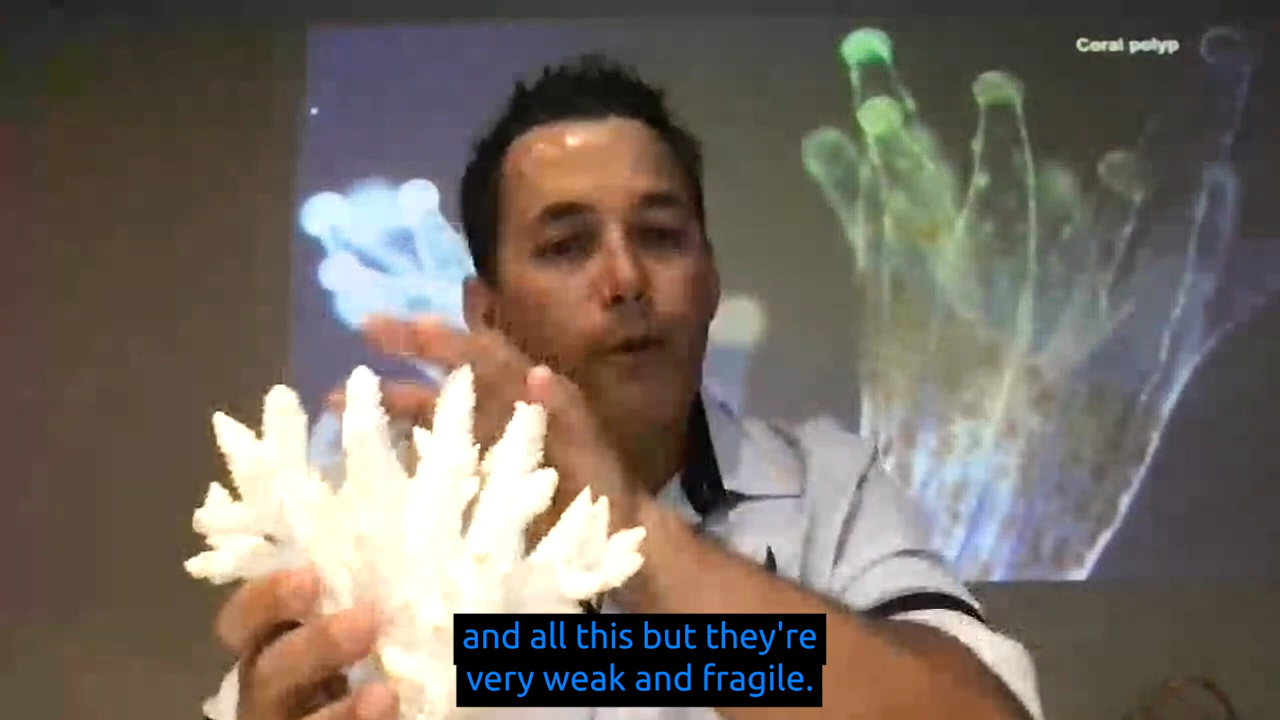 Coral polyp
and all this but they're
very weak and fragile.